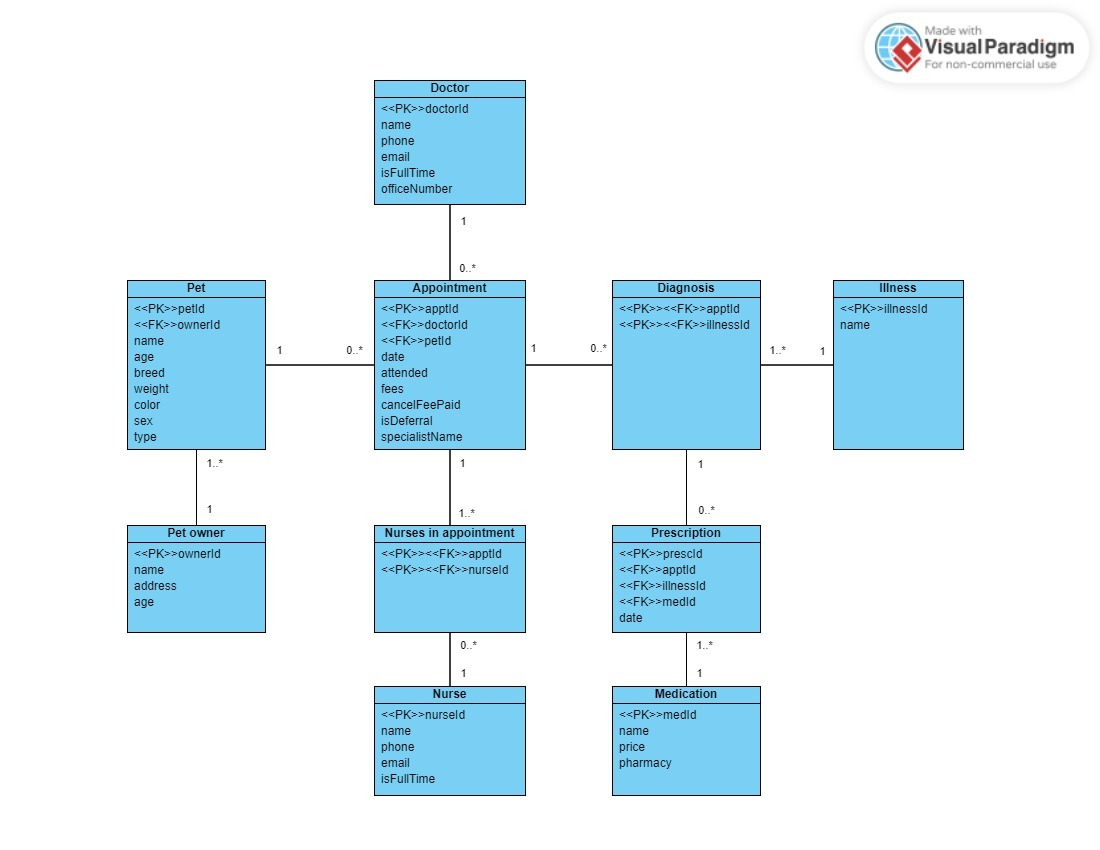 Made with
Visual Paradigm
For non-commercial use
Doctor
<<PK>>doctorId
name
phone
email
isFullTime
officeNumber
1
0..*
Pet
<<PK>>petId
<<FK>>ownerId
name
age
breed
weight
color
sex
type
1
0..*
Appointment
<<PK>>apptId
<<FK>>doctorId
<<FK>>petId
date
attended
fees
cancelFeePaid
isDeferral
specialistName
1
0..*
Diagnosis
<<PK>><<FK>>apptId
<<PK>><<FK>>illnessId
1..*
1
Illness
<<PK>>illnessId
name
1..*
1
1
1..*
1
0..*
Pet owner
<<PK>>ownerId
name
address
age
Nurses in appointment
<<PK>><<FK>>apptId
<<PK>><<FK>>nurseId
Prescription
<<PK>>prescId
<<FK>>apptId
<<FK>>illnessId
<<FK>>medId
date
0..*
1
1..*
1
Nurse
<<PK>>nurseId
name
phone
email
isFullTime
Medication
<<PK>>medId
name
price
pharmacy